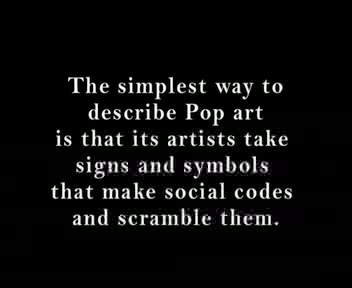 The simplest way to
describe Pop art
is that its artists take
signs and symbols
that make social codes
and scramble them.